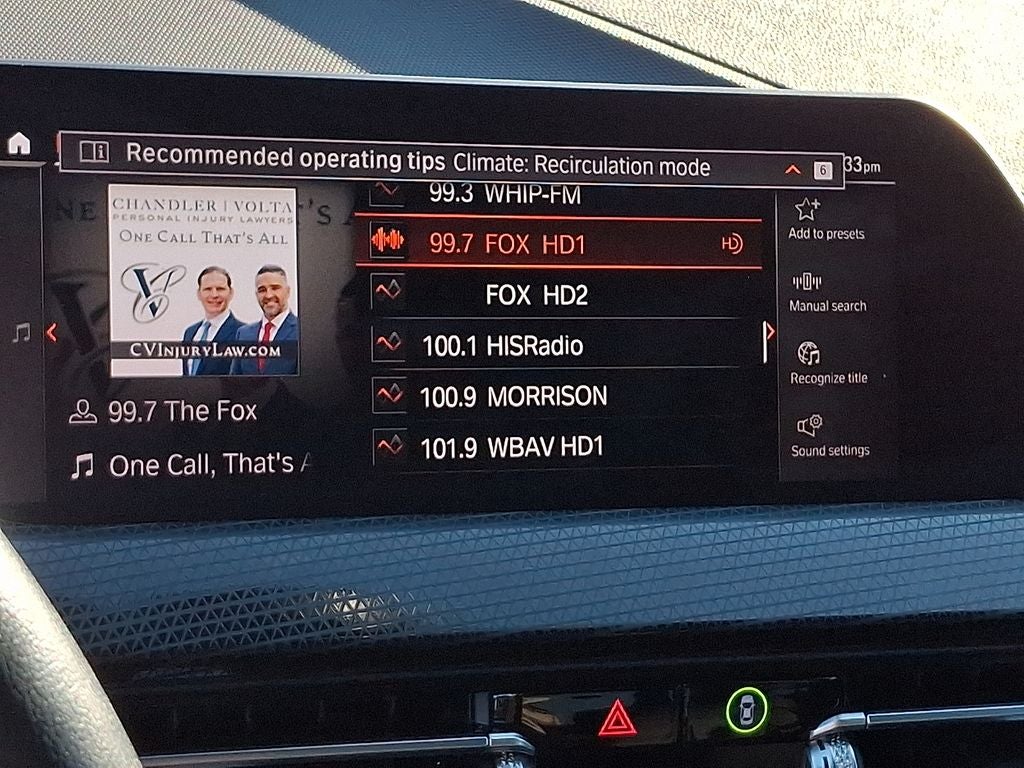 Recommended operating tips Climate: Recirculation mode
6
33pm
CHANDLER | VOLTA
PERSONAL INJURY LAWYERS
ONE CALL THAT'S ALL
CV
CVINJURYLAW.COM
99.7 The Fox
One Call, That's A
99.3 WHIP-FM
99.7 FOX HD1
HD
FOX HD2
100.1 HISRadio
100.9 MORRISON
101.9 WBAV HD1
Add to presets
Manual search
Recognize title
Sound settings